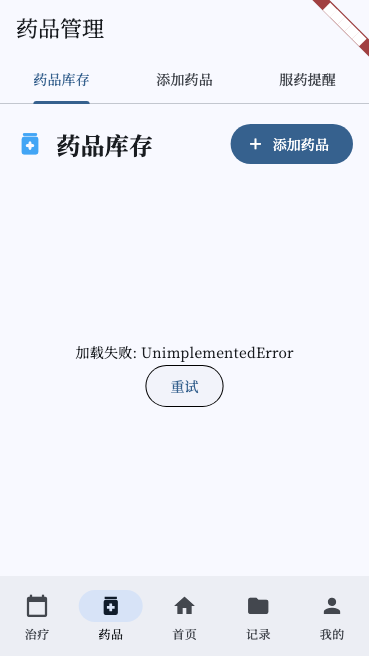 药品管理
药品库存
添加药品
服药提醒
药品库存
添加药品
加载失败: UnimplementedError
重试
治疗
药品
首页
记录
我的